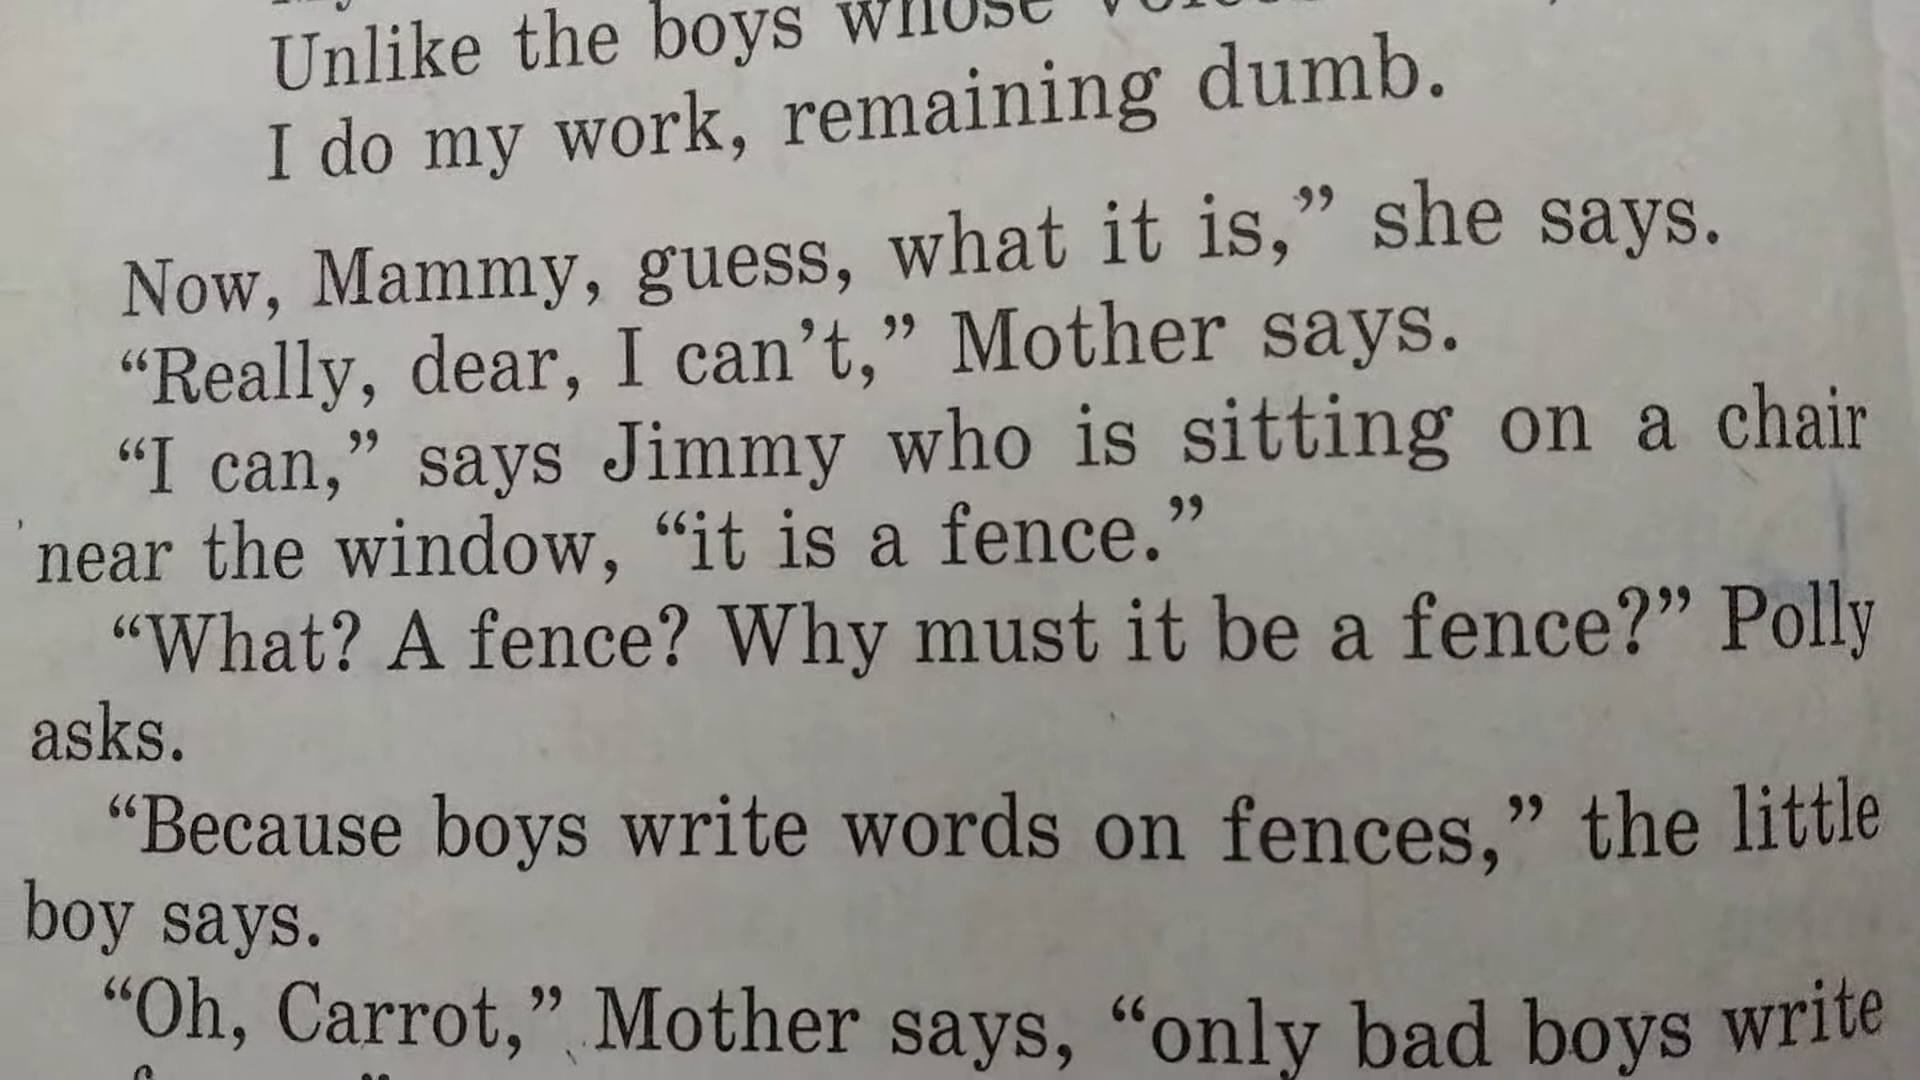 Unlike the boys whose
I do my work, remaining dumb.
Now, Mammy, guess, what it is,” she says.
“Really, dear, I can’t,” Mother says.
“I can,” says Jimmy who is sitting on a chair
near the window, “it is a fence.”
“What? A fence? Why must it be a fence?” Polly
asks.
“Because boys write words on fences,” the little
boy says.
“Oh, Carrot,” Mother says, “only bad boys write